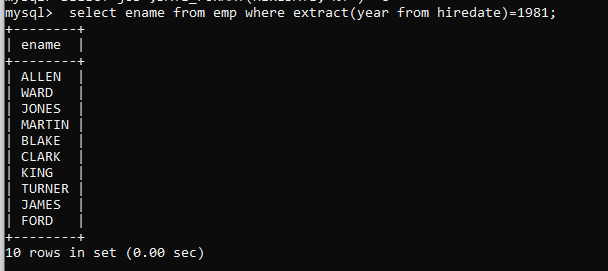 mysql>  select ename from emp where extract(year from hiredate)=1981;
+--------+
| ename  |
+--------+
| ALLEN  |
| WARD   |
| JONES  |
| MARTIN |
| BLAKE  |
| CLARK  |
| KING   |
| TURNER |
| JAMES  |
| FORD   |
+--------+
10 rows in set (0.00 sec)